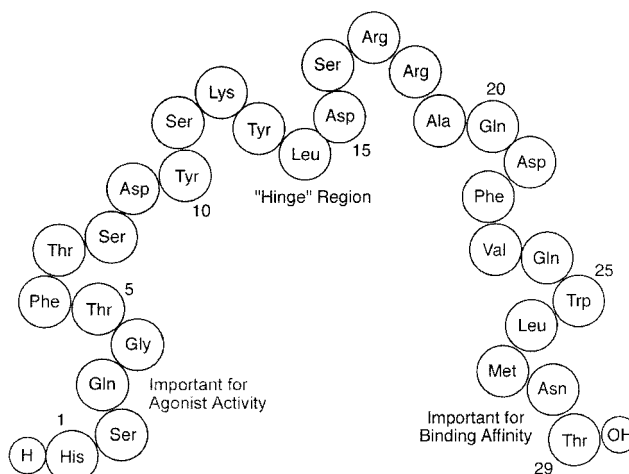 H
1
His
Ser
Gln
Gly
5
Thr
Phe
Thr
Ser
Asp
Tyr
10
Ser
Lys
Tyr
Leu
Asp
15
Ser
Arg
Arg
Ala
20
Gln
Asp
Phe
Val
Gln
25
Trp
Leu
Met
Asn
Thr
29
OH
"Hinge" Region
Important for
Agonist Activity
Important for
Binding Affinity